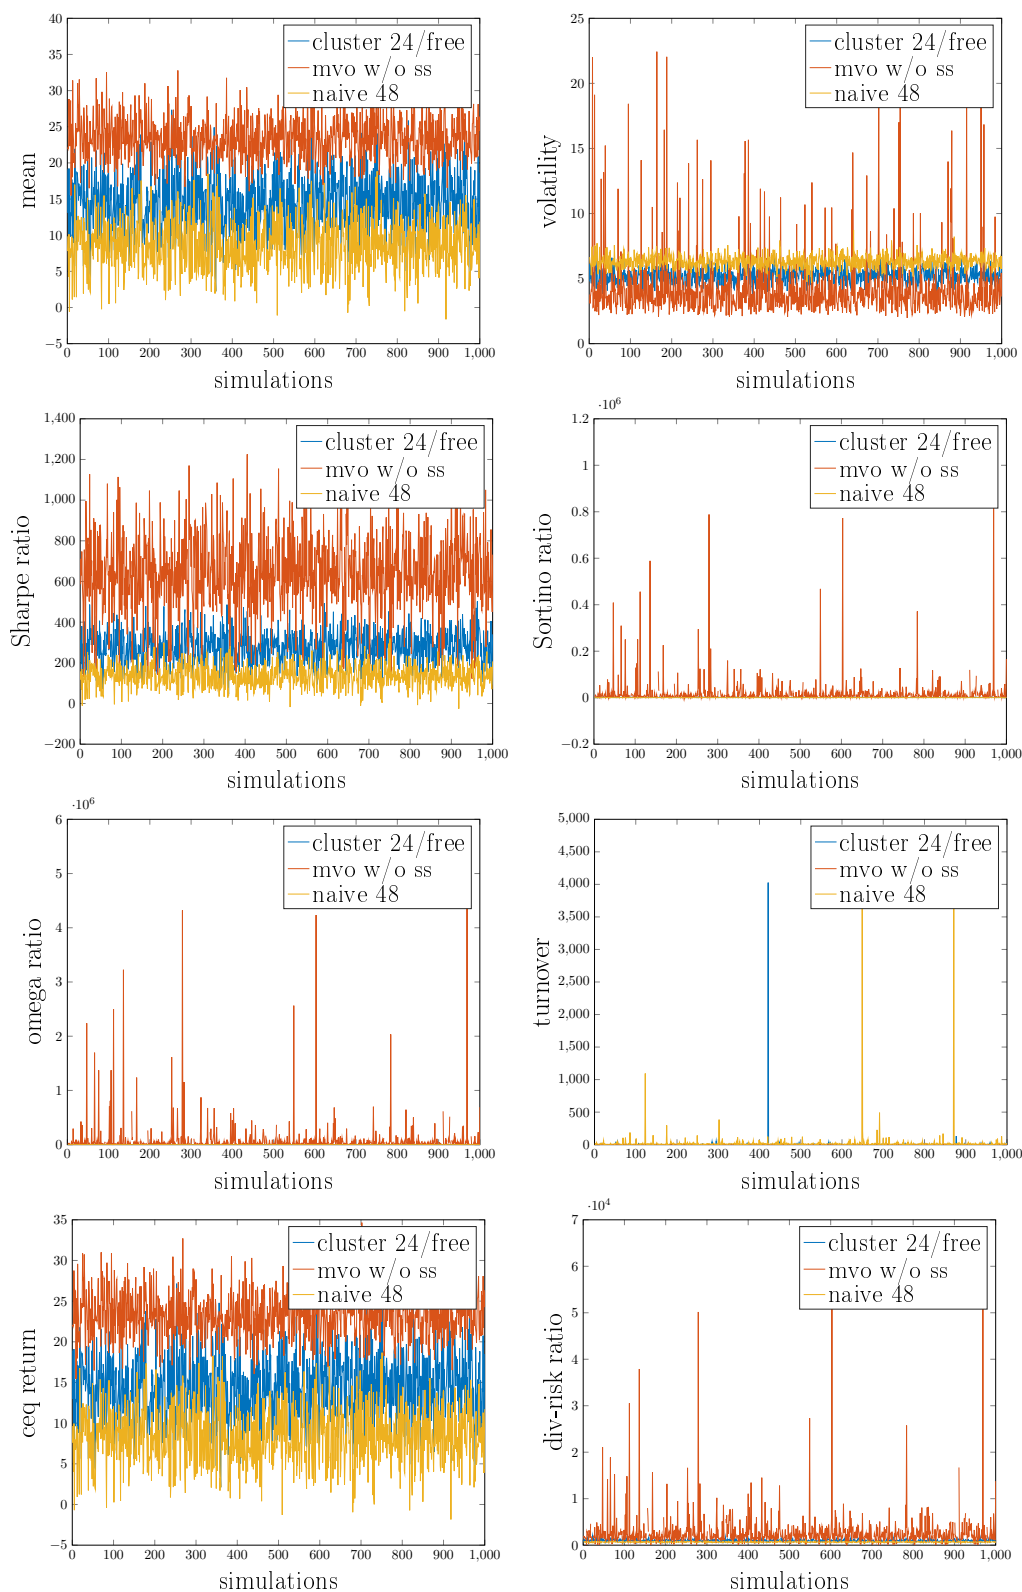 40
35
30
25
20
15
10
5
0
−5
mean
cluster 24/free
mvo w/o ss
naive 48
0 100 200 300 400 500 600 700 800 900 1,000
simulations
25
20
15
10
5
0
volatility
cluster 24/free
mvo w/o ss
naive 48
0 100 200 300 400 500 600 700 800 900 1,000
simulations
1,400
1,200
1,000
800
600
400
200
0
−200
Sharpe ratio
cluster 24/free
mvo w/o ss
naive 48
0 100 200 300 400 500 600 700 800 900 1,000
simulations
·10⁶
1.2
1
0.8
0.6
0.4
0.2
0
−0.2
Sortino ratio
cluster 24/free
mvo w/o ss
naive 48
0 100 200 300 400 500 600 700 800 900 1,000
simulations
·10⁶
6
5
4
3
2
1
0
omega ratio
cluster 24/free
mvo w/o ss
naive 48
0 100 200 300 400 500 600 700 800 900 1,000
simulations
5,000
4,500
4,000
3,500
3,000
2,500
2,000
1,500
1,000
500
0
turnover
cluster 24/free
mvo w/o ss
naive 48
0 100 200 300 400 500 600 700 800 900 1,000
simulations
35
30
25
20
15
10
5
0
−5
ceq return
cluster 24/free
mvo w/o ss
naive 48
0 100 200 300 400 500 600 700 800 900 1,000
simulations
·10⁴
7
6
5
4
3
2
1
0
div-risk ratio
cluster 24/free
mvo w/o ss
naive 48
0 100 200 300 400 500 600 700 800 900 1,000
simulations